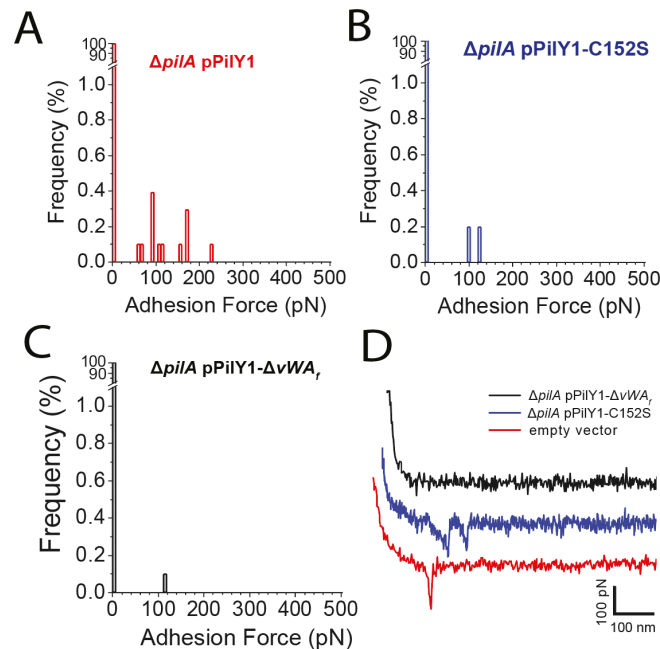 A
ΔpilA pPilY1
Frequency (%)
100
90
1.0
0.8
0.6
0.4
0.2
0.0
0 100 200 300 400 500
Adhesion Force (pN)
B
ΔpilA pPilY1-C152S
Frequency (%)
100
90
1.0
0.8
0.6
0.4
0.2
0.0
0 100 200 300 400 500
Adhesion Force (pN)
C
ΔpilA pPilY1-ΔvWAf
Frequency (%)
100
90
1.0
0.8
0.6
0.4
0.2
0.0
0 100 200 300 400 500
Adhesion Force (pN)
D
ΔpilA pPilY1-ΔvWAf
ΔpilA pPilY1-C152S
empty vector
100 pN
100 nm